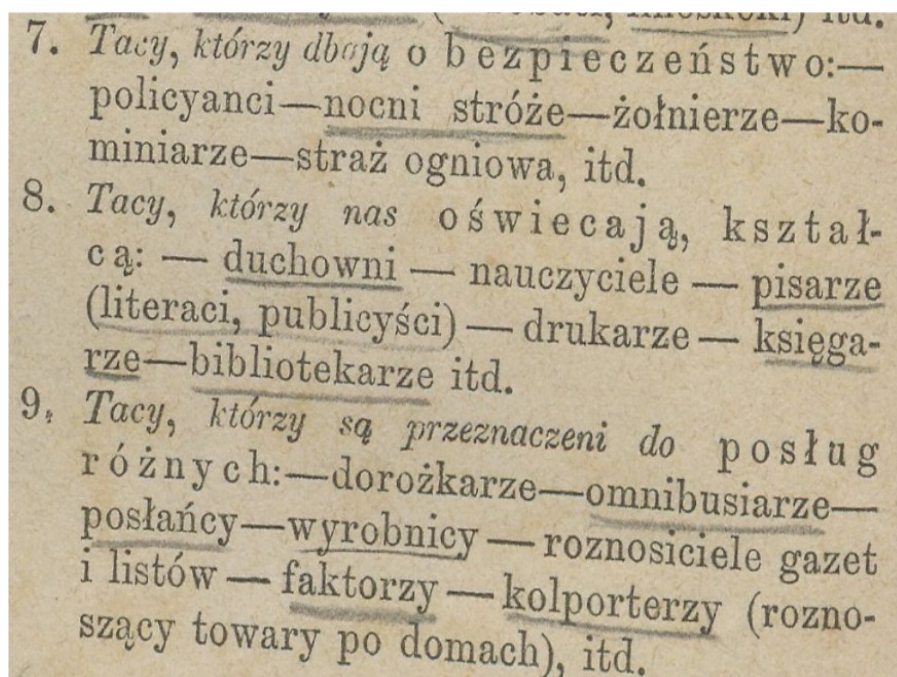 itd.
7. Tacy, którzy dbają o bezpieczeństwo:—
policyanci—nocni stróże—żołnierze—ko-
miniarze—straż ogniowa, itd.
8. Tacy, którzy nas oświecają, kształ-
cą: — duchowni — nauczyciele — pisarze
(literaci, publicyści) — drukarze — księga-
rze—bibliotekarze itd.
9. Tacy, którzy są przeznaczeni do posług
różnych:—dorożkarze—omnibusiarze—
posłańcy—wyrobnicy — roznosiciele gazet
i listów — faktorzy — kolporterzy (rozno-
szący towary po domach), itd.